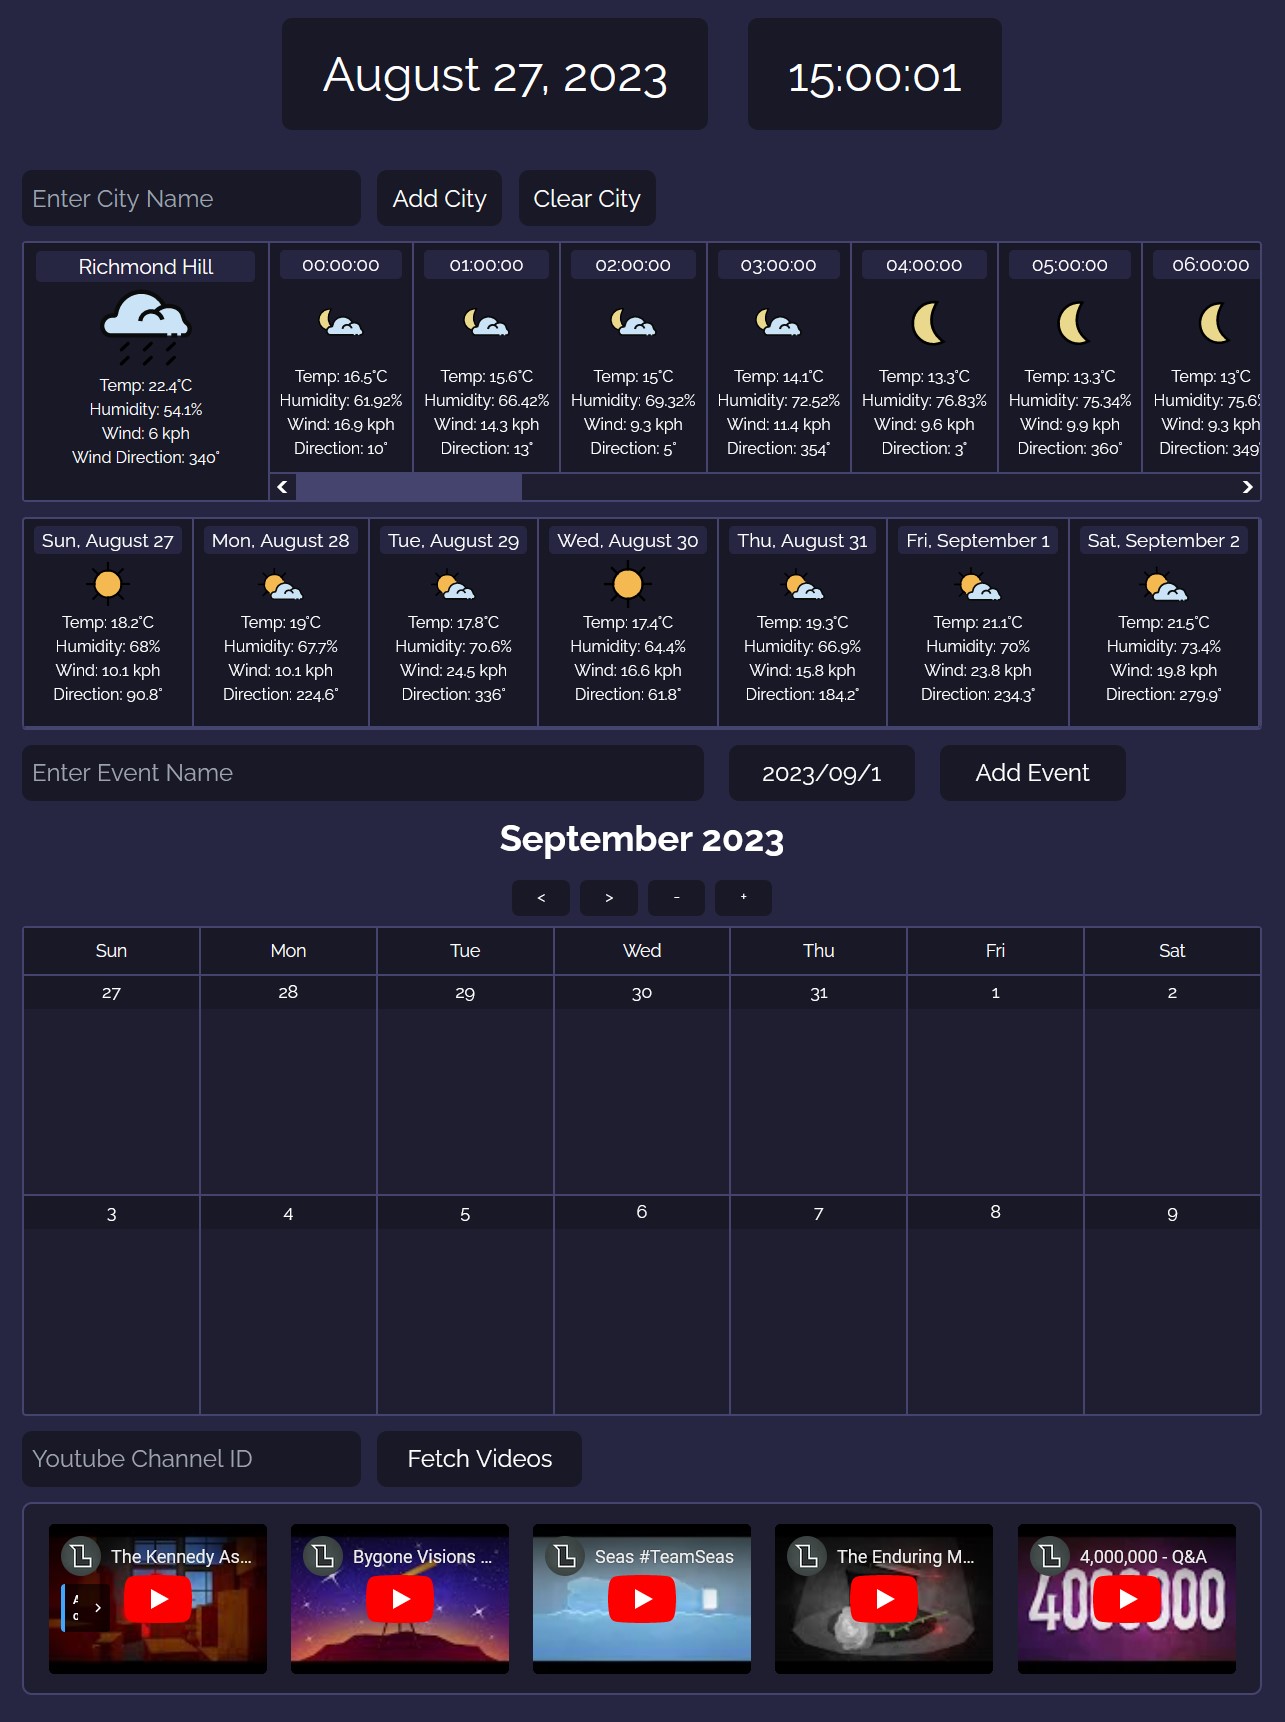 August 27, 2023
15:00:01
Enter City Name
Add City
Clear City
Richmond Hill
Temp: 22.4°C
Humidity: 54.1%
Wind: 6 kph
Wind Direction: 340°
00:00:00
Temp: 16.5°C
Humidity: 61.92%
Wind: 16.9 kph
Direction: 10°
01:00:00
Temp: 15.6°C
Humidity: 66.42%
Wind: 14.3 kph
Direction: 13°
02:00:00
Temp: 15°C
Humidity: 69.32%
Wind: 9.3 kph
Direction: 5°
03:00:00
Temp: 14.1°C
Humidity: 72.52%
Wind: 11.4 kph
Direction: 354°
04:00:00
Temp: 13.3°C
Humidity: 76.83%
Wind: 9.6 kph
Direction: 3°
05:00:00
Temp: 13.3°C
Humidity: 75.34%
Wind: 9.9 kph
Direction: 360°
06:00:00
Temp: 13°C
Humidity: 75.6
Wind: 9.3 kph
Direction: 349°
Sun, August 27
Temp: 18.2°C
Humidity: 68%
Wind: 10.1 kph
Direction: 90.8°
Mon, August 28
Temp: 19°C
Humidity: 67.7%
Wind: 10.1 kph
Direction: 224.6°
Tue, August 29
Temp: 17.8°C
Humidity: 70.6%
Wind: 24.5 kph
Direction: 336°
Wed, August 30
Temp: 17.4°C
Humidity: 64.4%
Wind: 16.6 kph
Direction: 61.8°
Thu, August 31
Temp: 19.3°C
Humidity: 66.9%
Wind: 15.8 kph
Direction: 184.2°
Fri, September 1
Temp: 21.1°C
Humidity: 70%
Wind: 23.8 kph
Direction: 234.3°
Sat, September 2
Temp: 21.5°C
Humidity: 73.4%
Wind: 19.8 kph
Direction: 279.9°
Enter Event Name
2023/09/1
Add Event
September 2023
< > - +
Sun Mon Tue Wed Thu Fri Sat
27 28 29 30 31 1 2
3 4 5 6 7 8 9
Youtube Channel ID
Fetch Videos
The Kennedy As...
Bygone Visions ...
Seas #TeamSeas
The Enduring M...
4,000,000 - Q&A